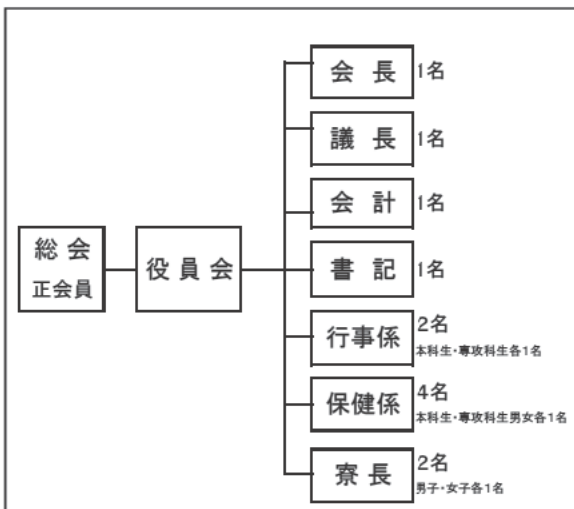 総会
正会員
役員会
会長 1名
議長 1名
会計 1名
書記 1名
行事係 2名
本科生・専攻科生各1名
保健係 4名
本科生・専攻科生男女各1名
寮長 2名
男子・女子各1名